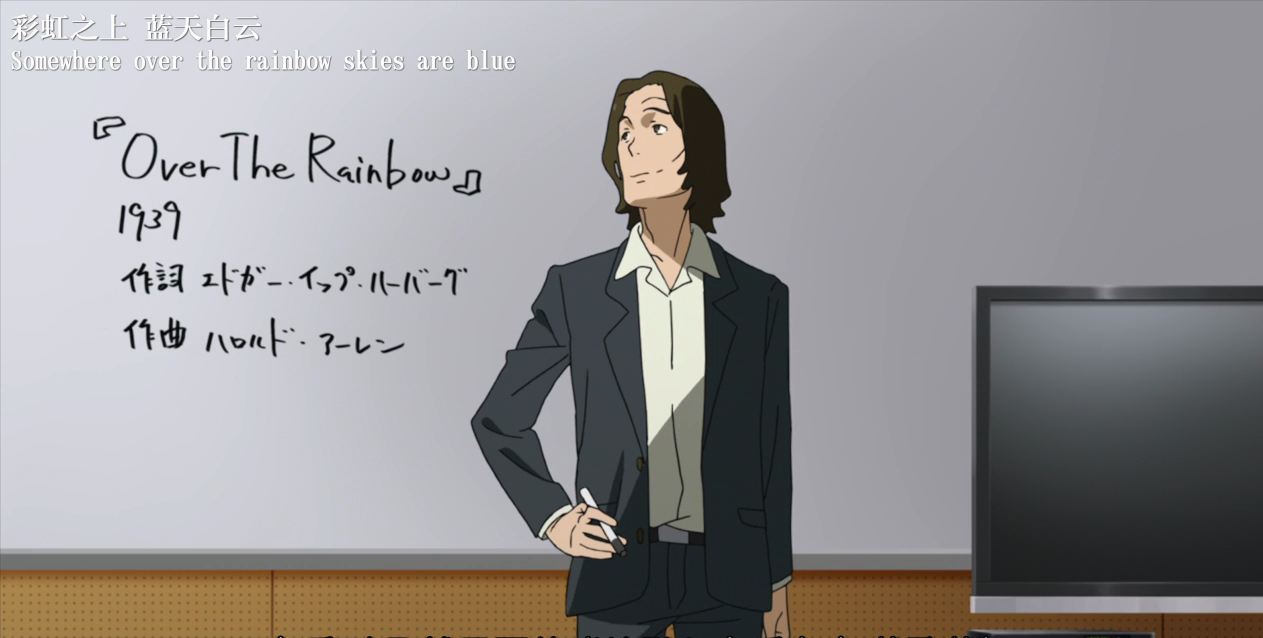 彩虹之上 蓝天白云
Somewhere over the rainbow skies are blue
『Over The Rainbow』
1939
作詞 エドガー・イップ・ハーバーグ
作曲 ハロルド・アーレン